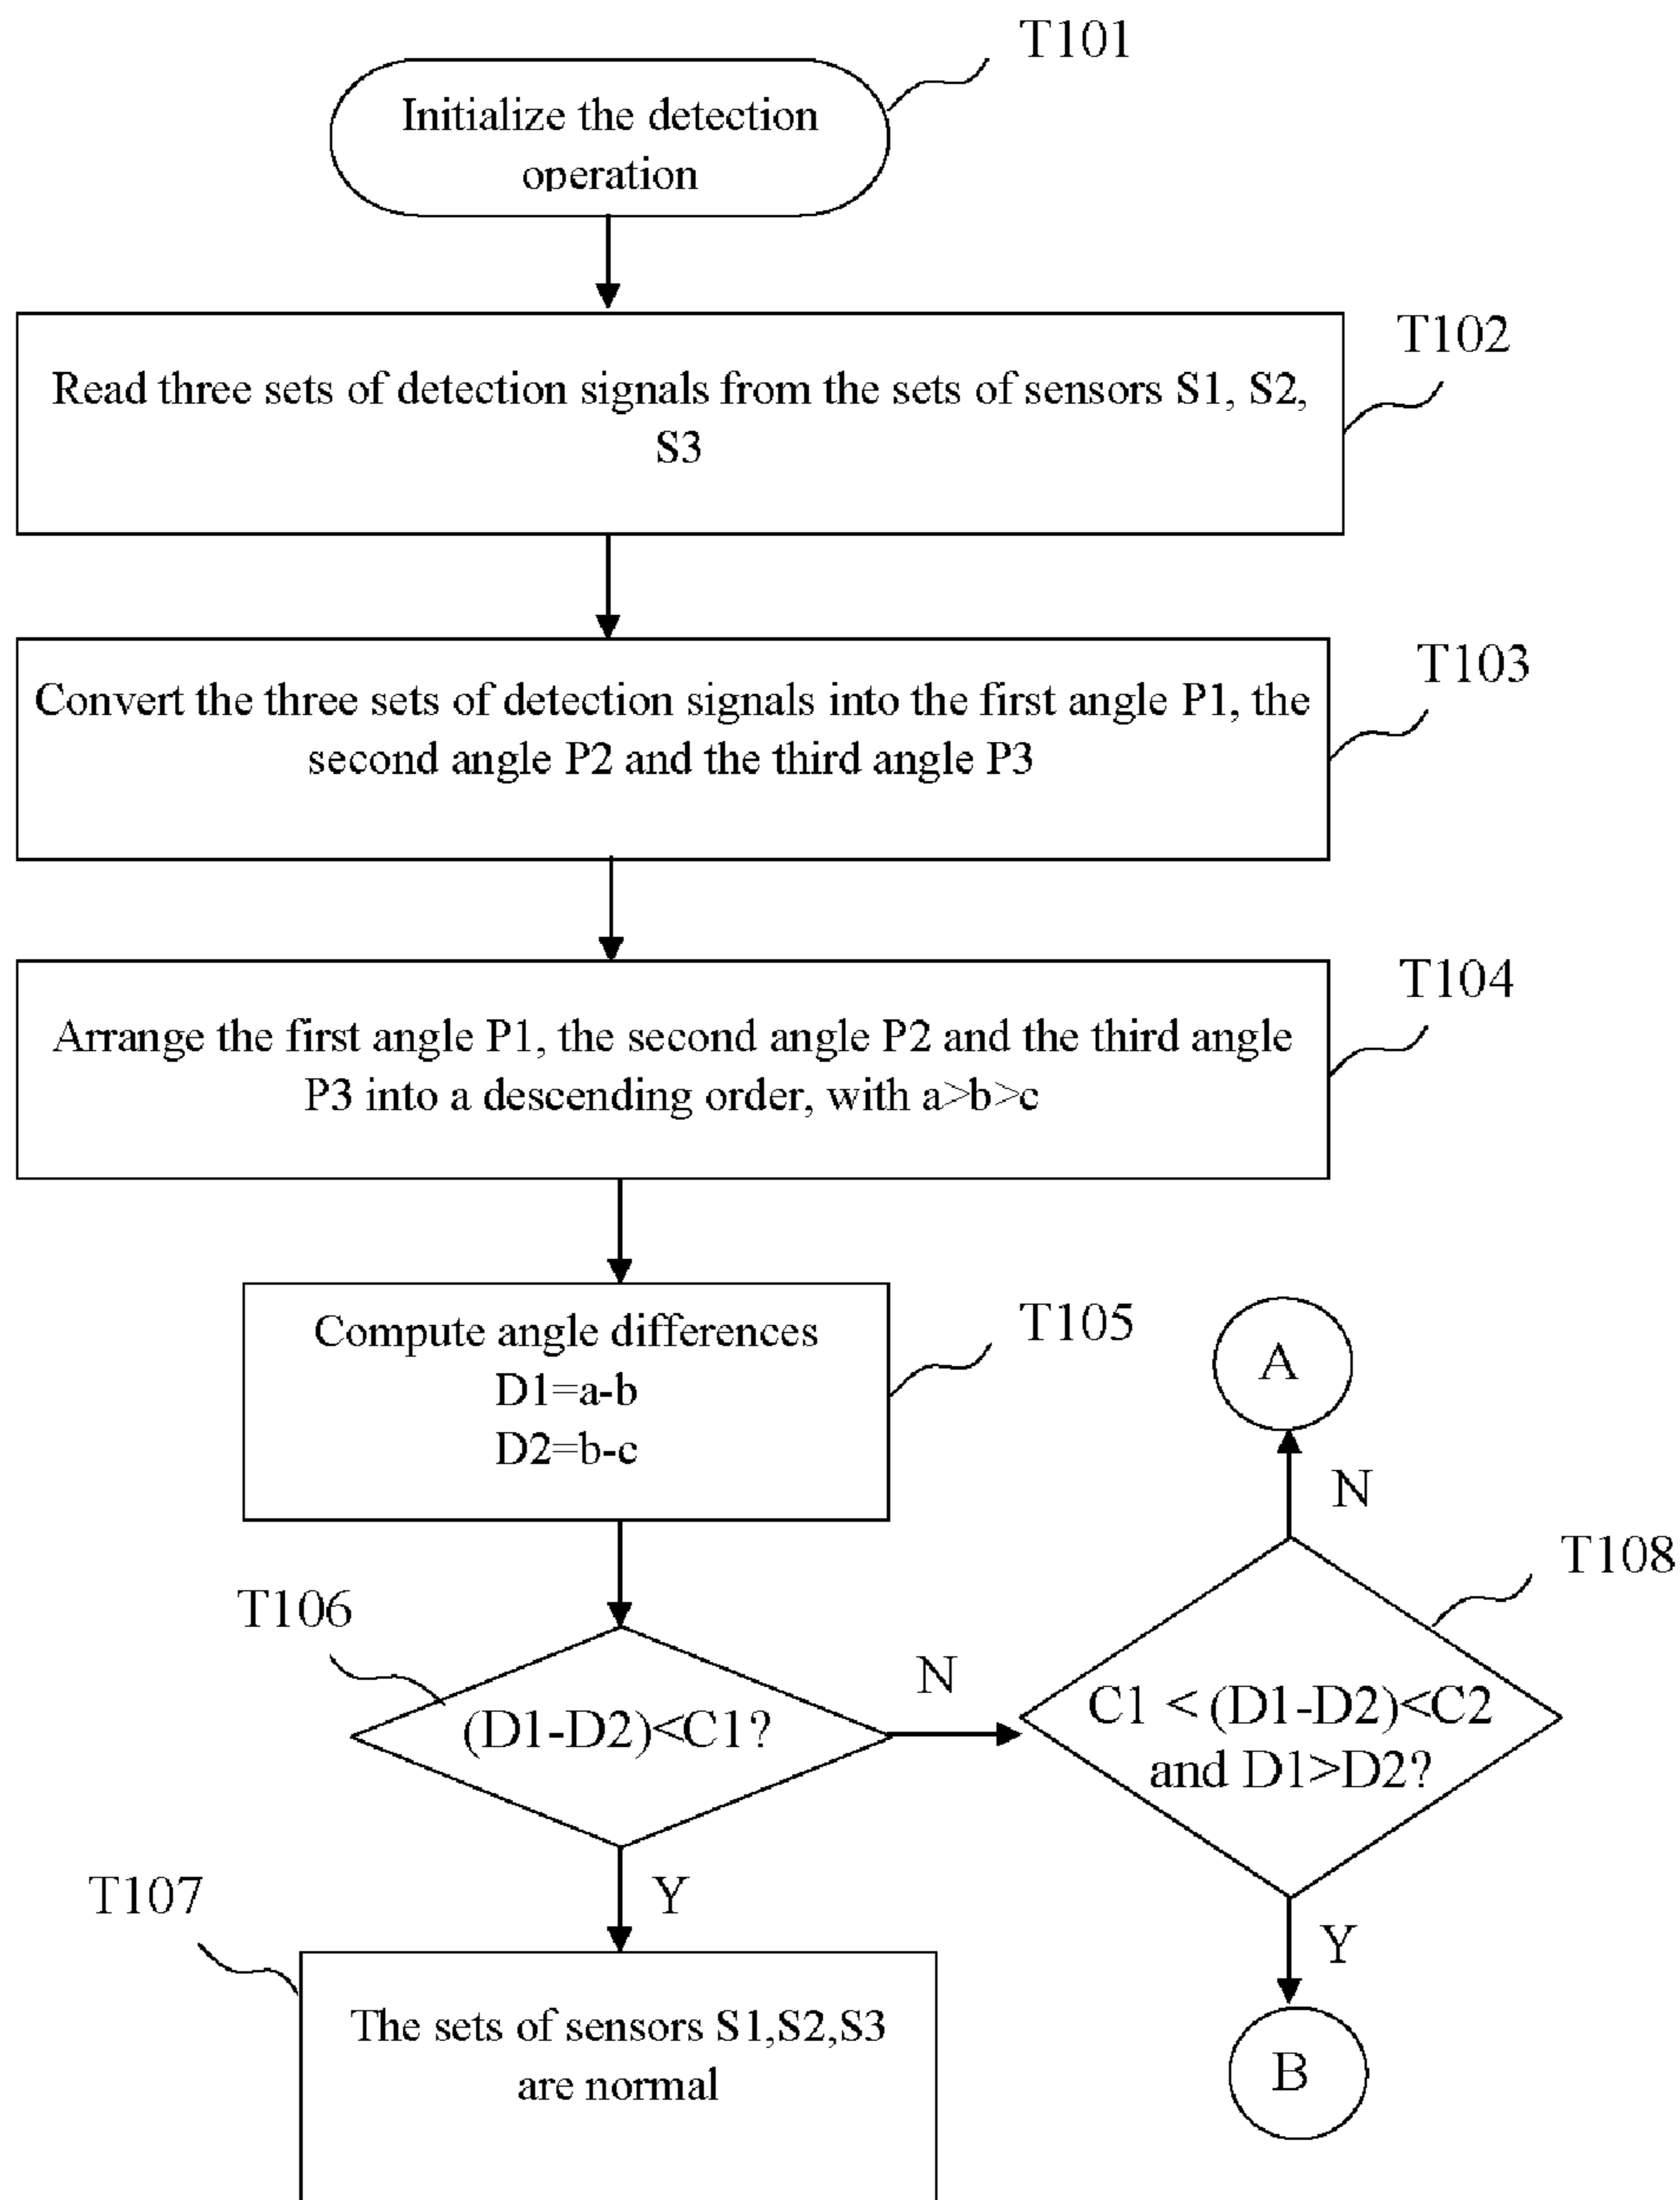 T101
Initialize the detection
operation
T102
Read three sets of detection signals from the sets of sensors S1, S2,
S3
T103
Convert the three sets of detection signals into the first angle P1, the
second angle P2 and the third angle P3
T104
Arrange the first angle P1, the second angle P2 and the third angle
P3 into a descending order, with a>b>c
T105
Compute angle differences
D1=a-b
D2=b-c
A
N
T108
T106
(D1-D2)<C1?
N
C1 < (D1-D2)<C2
and D1>D2?
T107
Y
Y
The sets of sensors S1,S2,S3
are normal
B